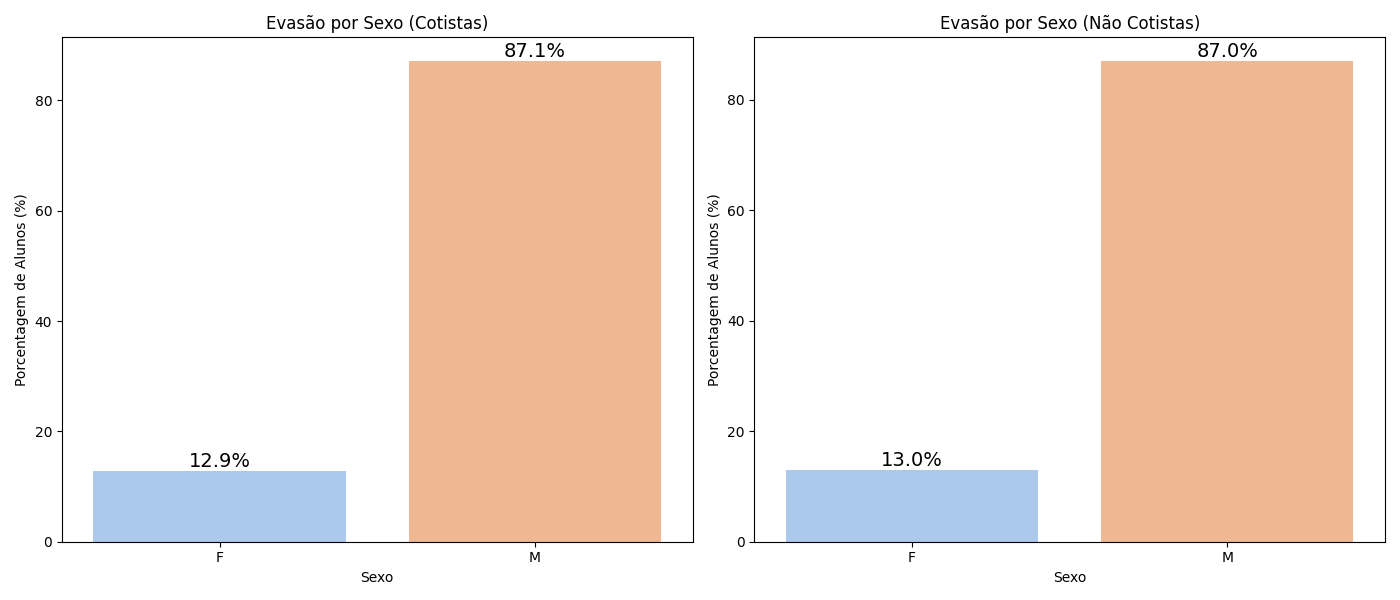 Evasão por Sexo (Cotistas)
87.1%
12.9%
80
60
40
20
0
Porcentagem de Alunos (%)
F
M
Sexo
Evasão por Sexo (Não Cotistas)
87.0%
13.0%
80
60
40
20
0
Porcentagem de Alunos (%)
F
M
Sexo